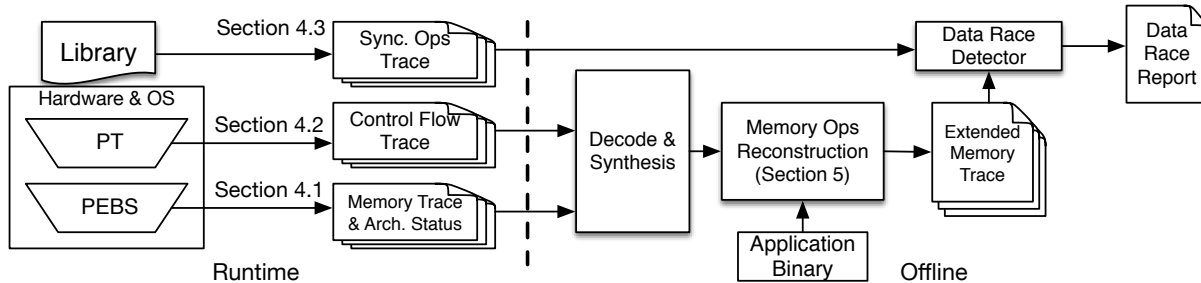 Library
Section 4.3
Sync. Ops
Trace
Data Race
Detector
Data
Race
Report
Hardware & OS
PT
Section 4.2
Control Flow
Trace
Decode &
Synthesis
Memory Ops
Reconstruction
(Section 5)
Extended
Memory
Trace
PEBS
Section 4.1
Memory Trace
& Arch. Status
Application
Binary
Runtime
Offline